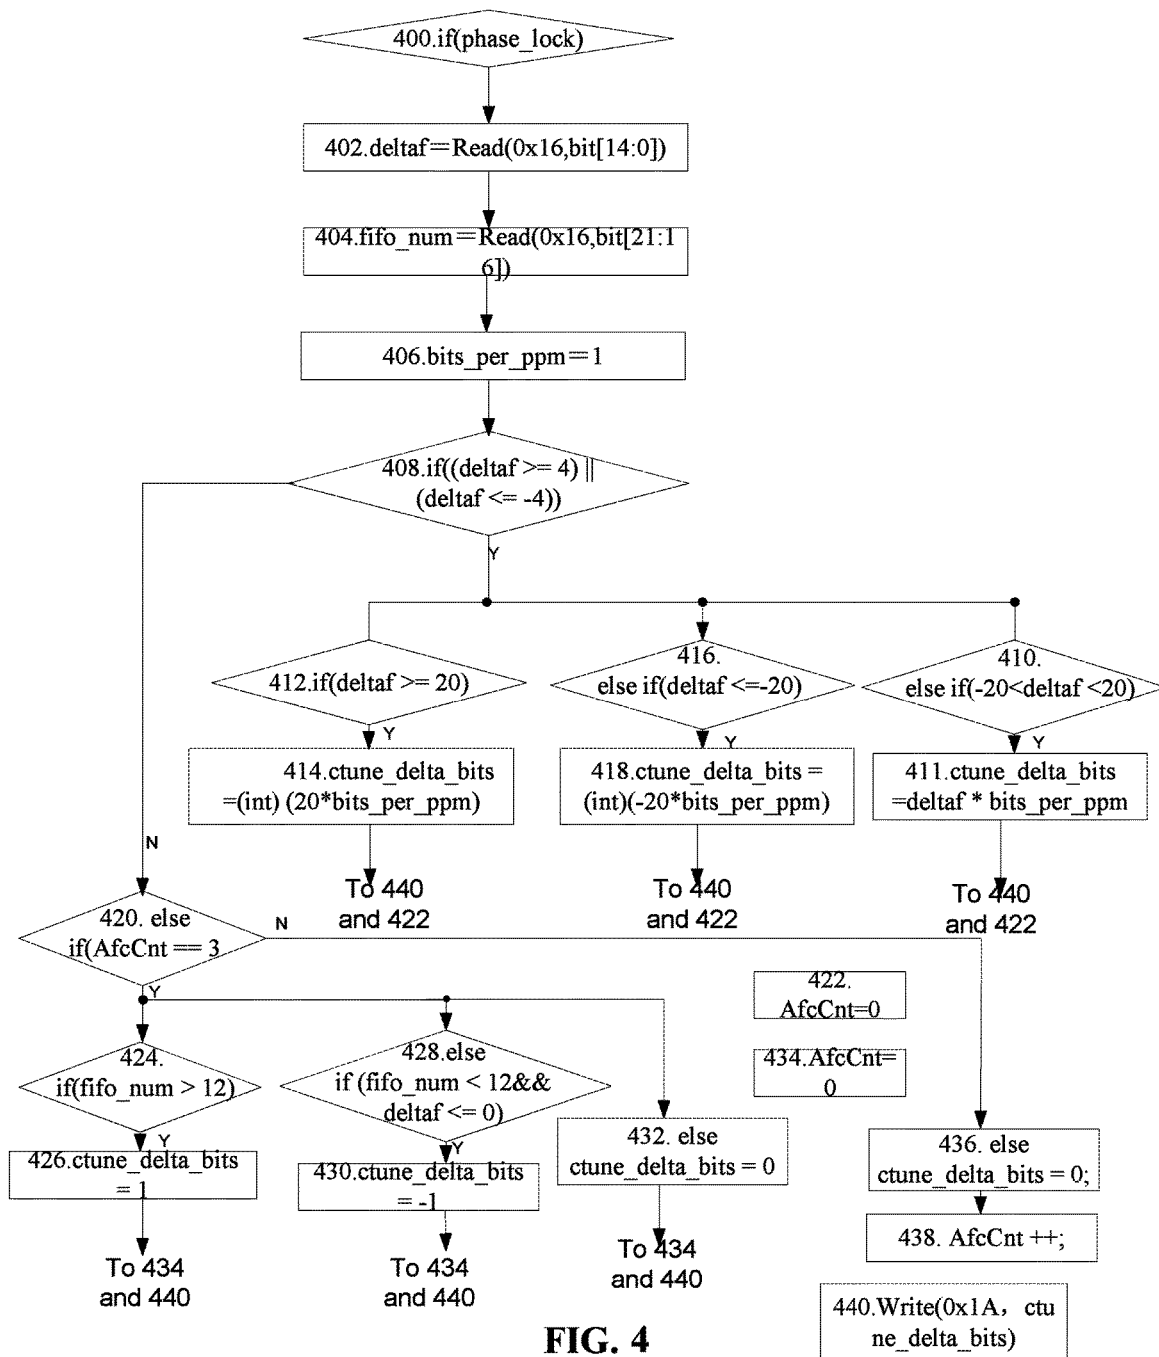 400.if(phase_lock)
402.deltaf=Read(0x16,bit[14:0])
404.fifo_num=Read(0x16,bit[21:1
6])
406.bits_per_ppm=1
408.if((deltaf >= 4) ||
(deltaf <= -4))
Y
412.if(deltaf >= 20)
416.
else if(deltaf <=-20)
410.
else if(-20<deltaf <20)
Y
Y
Y
414.ctune_delta_bits
=(int) (20*bits_per_ppm)
418.ctune_delta_bits =
(int)(-20*bits_per_ppm)
411.ctune_delta_bits
=deltaf * bits_per_ppm
N
To 440
and 422
To 440
and 422
To 440
and 422
420. else
if(AfcCnt == 3
N
Y
422.
AfcCnt=0
424.
if(fifo_num > 12)
428.else
if (fifo_num < 12&&
deltaf <= 0)
434.AfcCnt=
0
Y
Y
426.ctune_delta_bits
= 1
430.ctune_delta_bits
= -1
432. else
ctune_delta_bits = 0
436. else
ctune_delta_bits = 0;
438. AfcCnt ++;
To 434
and 440
To 434
and 440
To 434
and 440
440.Write(0x1A, ctu
ne_delta_bits)
FIG. 4